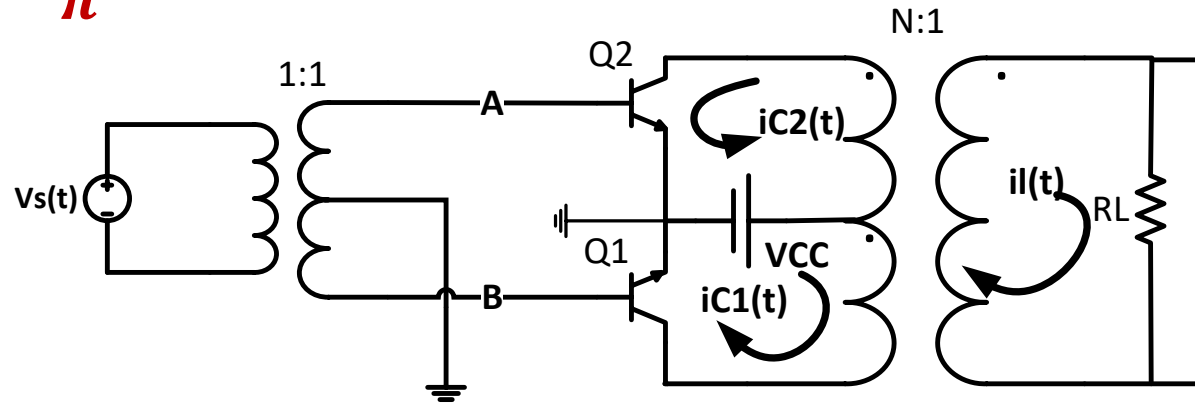 π
N:1
Q2
1:1
A
iC2(t)
Vs(t)
+
-
il(t)
RL
Q1
VCC
B
iC1(t)